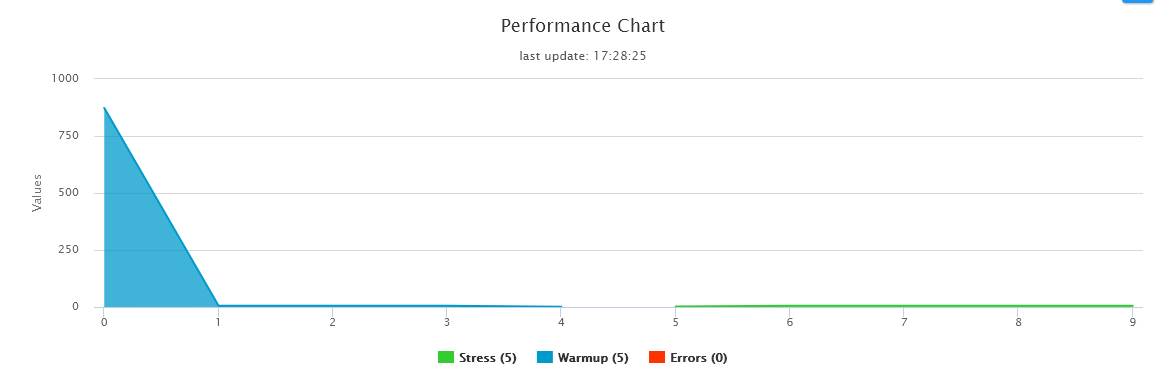 Performance Chart
last update: 17:28:25
1000
750
500
250
0
Values
0 1 2 3 4 5 6 7 8 9
Stress (5) Warmup (5) Errors (0)